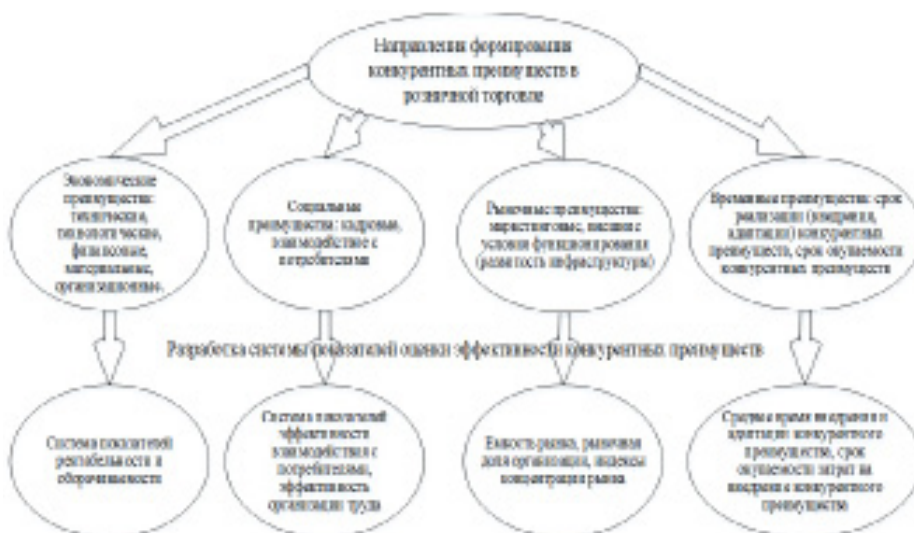 Направления формирования
конкурентных преимуществ в
розничной торговле
Экономические
преимущества:
технические,
технологические,
финансовые,
материальные,
организационные.
Социальные
преимущества: кадровые,
взаимодействие с
потребителями
Рыночные преимущества:
маркетинговые, внешние
условия функционирования
(развитость инфраструктуры)
Временные преимущества: срок
реализации (внедрения,
адаптации) конкурентных
преимуществ, срок окупаемости
конкурентных преимуществ
Разработка системы показателей оценки эффективности конкурентных преимуществ
Система показателей
рентабельности и
оборачиваемости
Система показателей
эффективности
взаимодействия с
потребителями,
эффективность
организации труда
Емкость рынка, рыночная
доля организации, индексы
концентрации рынка
Среднее время внедрения и
адаптации конкурентного
преимущества, срок
окупаемости затрат на
внедрение конкурентного
преимущества